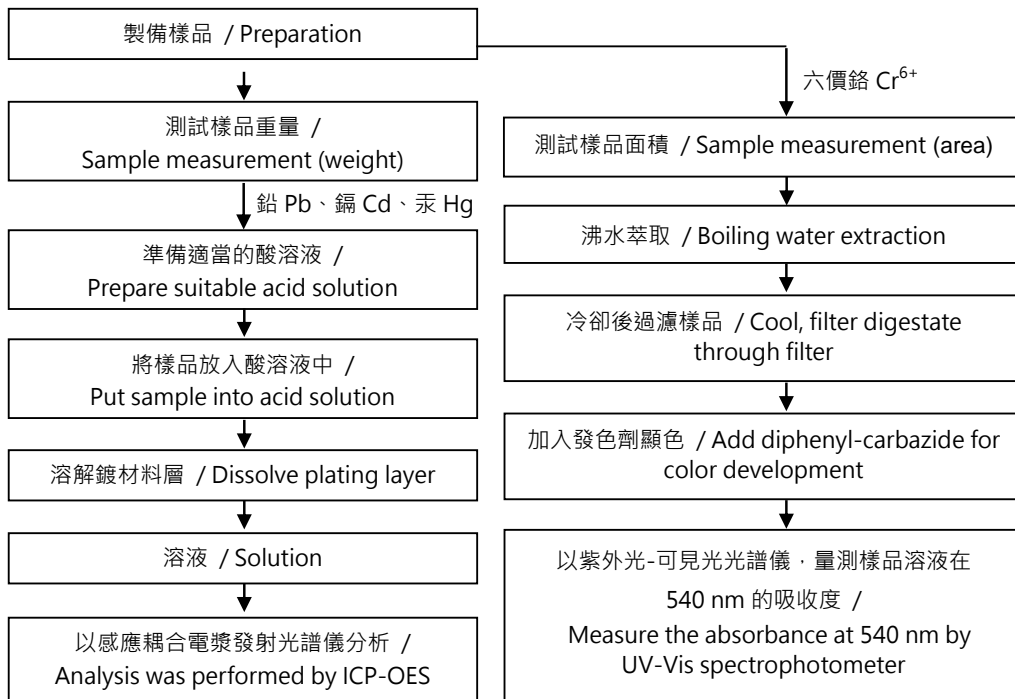 製備樣品 / Preparation
測試樣品重量 /
Sample measurement (weight)
鉛 Pb、鎘 Cd、汞 Hg
準備適當的酸溶液 /
Prepare suitable acid solution
將樣品放入酸溶液中 /
Put sample into acid solution
溶解鍍材料層 / Dissolve plating layer
溶液 / Solution
以感應耦合電漿發射光譜儀分析 /
Analysis was performed by ICP-OES
六價鉻 Cr⁶⁺
測試樣品面積 / Sample measurement (area)
沸水萃取 / Boiling water extraction
冷卻後過濾樣品 / Cool, filter digestate
through filter
加入發色劑顯色 / Add diphenyl-carbazide for
color development
以紫外光-可見光光譜儀，量測樣品溶液在
540 nm 的吸收度 /
Measure the absorbance at 540 nm by
UV-Vis spectrophotometer